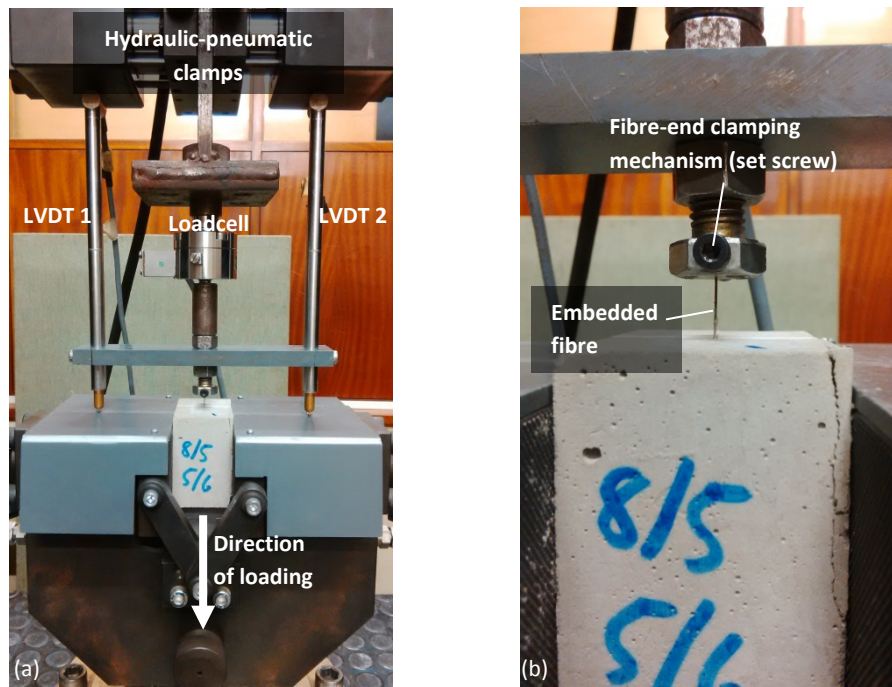 Hydraulic-pneumatic
clamps
LVDT 1
Loadcell
LVDT 2
8/5
5/6
Direction
of loading
(a)
Fibre-end clamping
mechanism (set screw)
Embedded
fibre
8/5
5/6
(b)